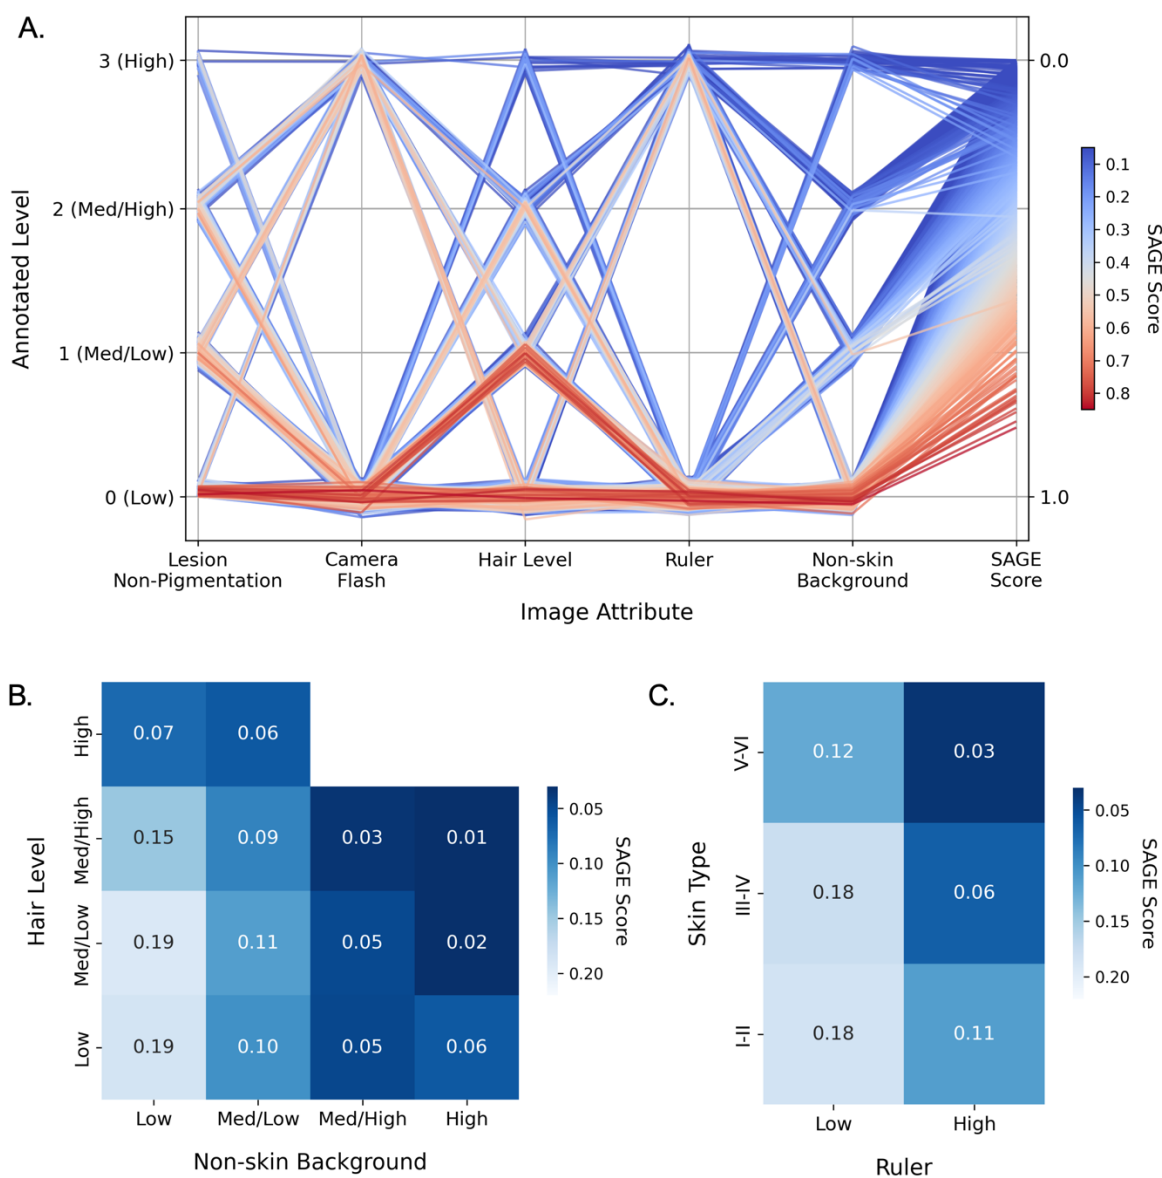 A.
3 (High)
2 (Med/High)
1 (Med/Low)
0 (Low)
Annotated Level
0.0
1.0
0.1
0.2
0.3
0.4
0.5
0.6
0.7
0.8
SAGE Score
Lesion
Non-Pigmentation
Camera
Flash
Hair Level
Ruler
Non-skin
Background
SAGE
Score
Image Attribute
B.
Hair Level
High
Med/High
Med/Low
Low
0.07 0.06
0.15 0.09 0.03 0.01
0.19 0.11 0.05 0.02
0.19 0.10 0.05 0.06
Low Med/Low Med/High High
Non-skin Background
0.05
0.10
0.15
0.20
SAGE Score
C.
Skin Type
V-VI
III-IV
I-II
0.12 0.03
0.18 0.06
0.18 0.11
Low High
Ruler
0.05
0.10
0.15
0.20
SAGE Score